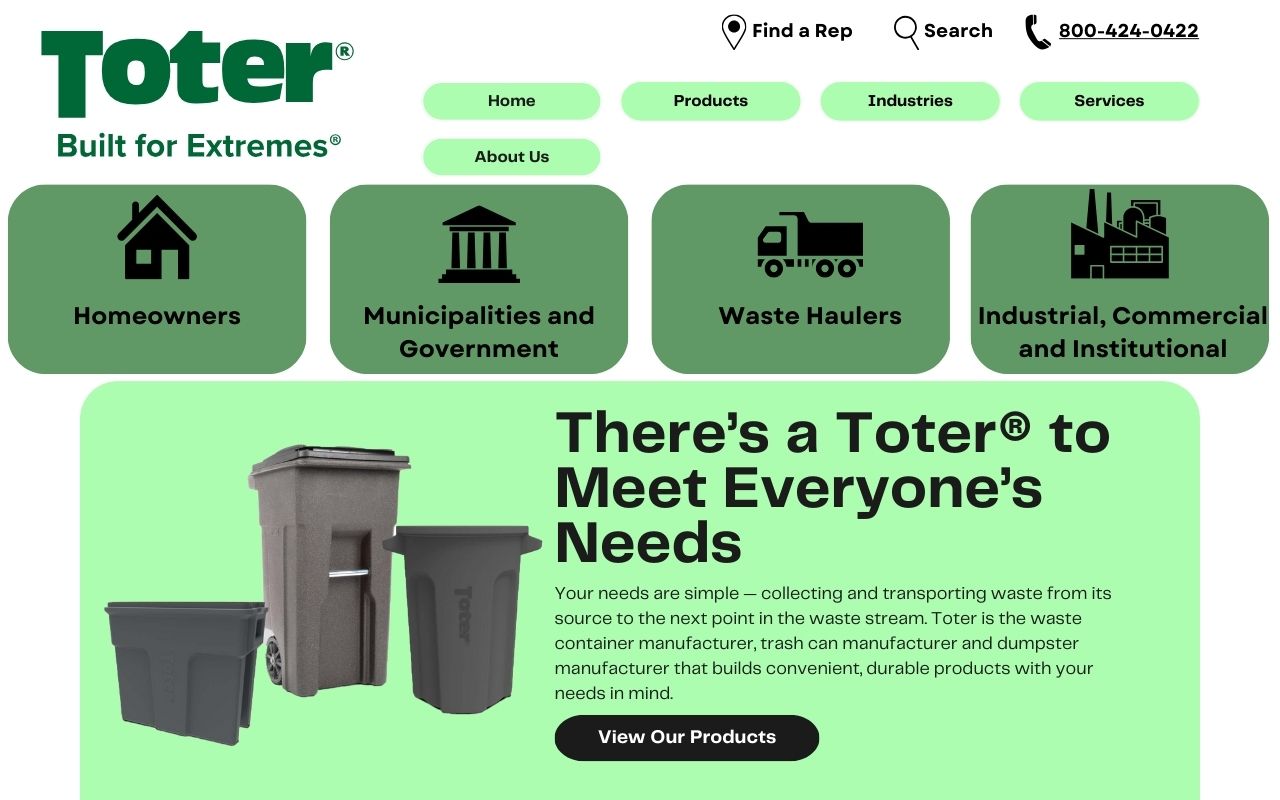 Toter®
Built for Extremes®
Find a Rep
Search
800-424-0422
Home
Products
Industries
Services
About Us
Homeowners
Municipalities and
Government
Waste Haulers
Industrial, Commercial
and Institutional
There's a Toter® to
Meet Everyone's
Needs
Your needs are simple — collecting and transporting waste from its
source to the next point in the waste stream. Toter is the waste
container manufacturer, trash can manufacturer and dumpster
manufacturer that builds convenient, durable products with your
needs in mind.
View Our Products
Toter
Toter